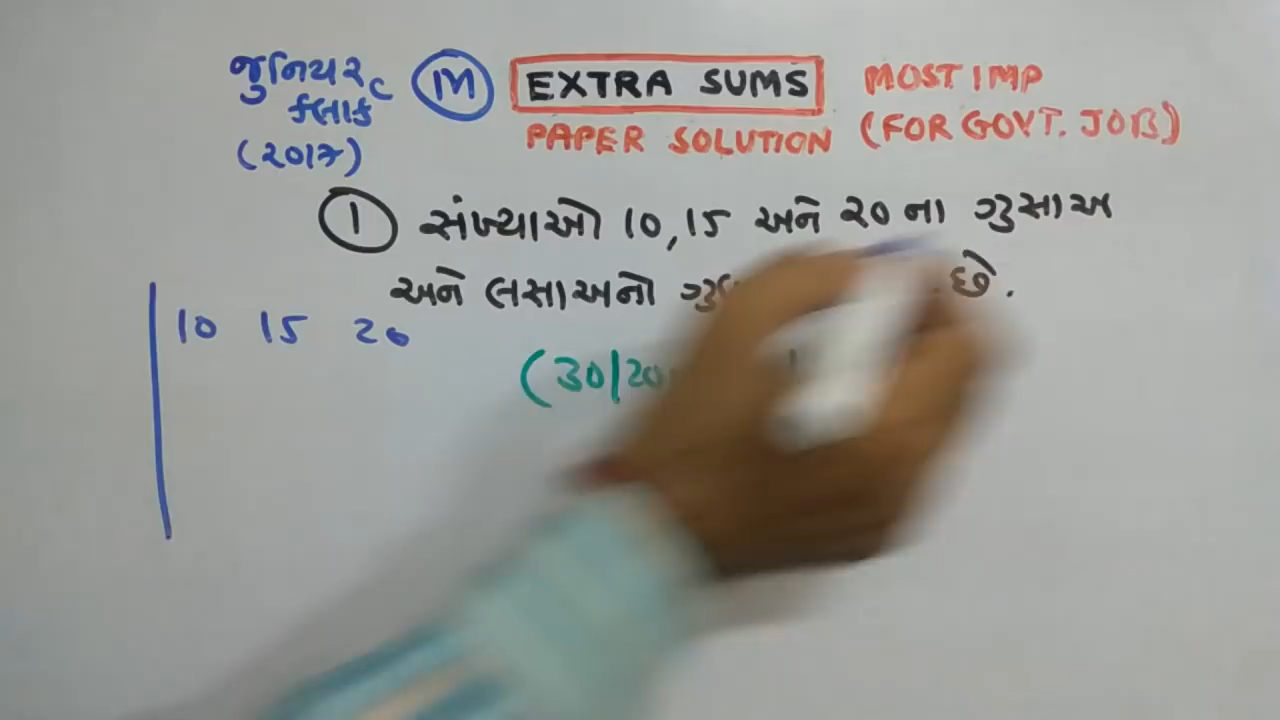 જુનિયર M EXTRA SUMS MOST IMP
ક્લાર્ક PAPER SOLUTION (FOR GOVT. JOB)
(૨૦૧૭)
① સંખ્યાઓ 10, 15 અને ૨૦ ના ગુસાઅ
અને લસાઅનો છે.
10 15 20
(30/20